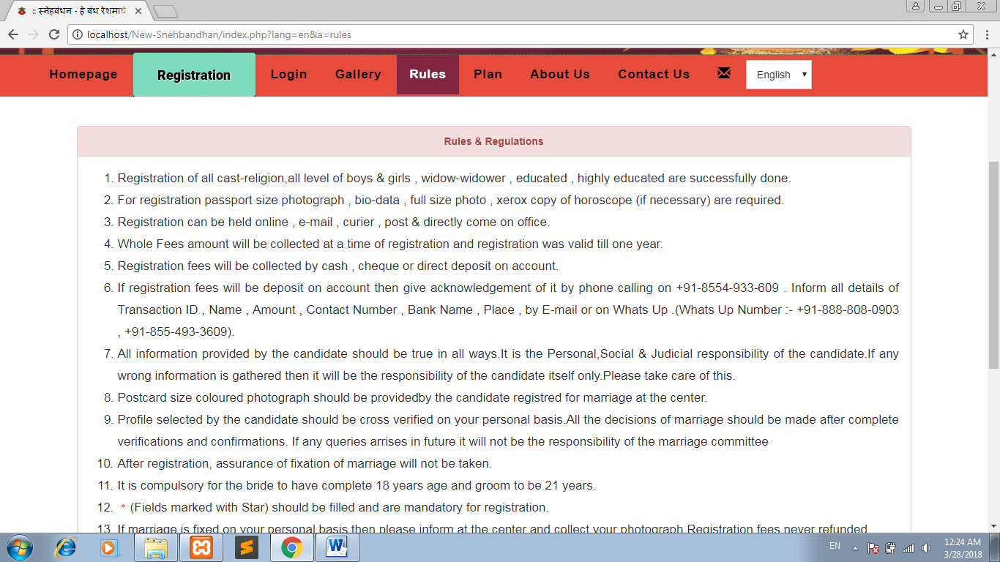 :: स्नेहबंधन - हे बंध रेशमाचे
localhost/New-Snehbandhan/index.php?lang=en&a=rules
Homepage Registration Login Gallery Rules Plan About Us Contact Us English
Rules & Regulations
1. Registration of all cast-religion,all level of boys & girls , widow-widower , educated , highly educated are successfully done.
2. For registration passport size photograph , bio-data , full size photo , xerox copy of horoscope (if necessary) are required.
3. Registration can be held online , e-mail , curier , post & directly come on office.
4. Whole Fees amount will be collected at a time of registration and registration was valid till one year.
5. Registration fees will be collected by cash , cheque or direct deposit on account.
6. If registration fees will be deposit on account then give acknowledgement of it by phone calling on +91-8554-933-609 . Inform all details of
Transaction ID , Name , Amount , Contact Number , Bank Name , Place , by E-mail or on Whats Up .(Whats Up Number :- +91-888-808-0903
, +91-855-493-3609).
7. All information provided by the candidate should be true in all ways.It is the Personal,Social & Judicial responsibility of the candidate.If any
wrong information is gathered then it will be the responsibility of the candidate itself only.Please take care of this.
8. Postcard size coloured photograph should be providedby the candidate registred for marriage at the center.
9. Profile selected by the candidate should be cross verified on your personal basis.All the decisions of marriage should be made after complete
verifications and confirmations. If any queries arrises in future it will not be the responsibility of the marriage committee
10. After registration, assurance of fixation of marriage will not be taken.
11. It is compulsory for the bride to have complete 18 years age and groom to be 21 years.
12. * (Fields marked with Star) should be filled and are mandatory for registration.
13. If marriage is fixed on your personal basis then please inform at the center and collect your photograph.Registration fees never refunded
EN
12:24 AM
3/28/2018